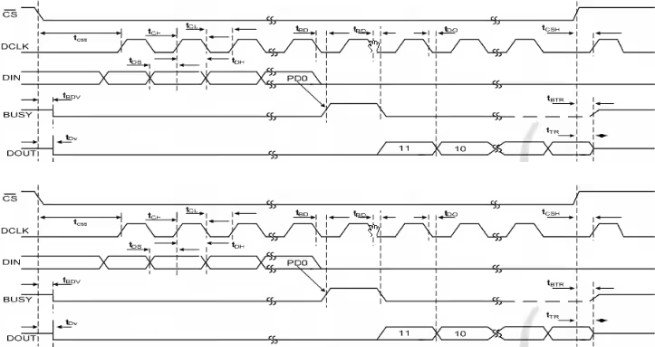 CS
tcss tCH tCL tBD tBD tDO tCSH
DCLK
tDS tDH
DIN
PD0
tBDV tBTR
BUSY
tDv tTR
DOUT 11 10
CS
tcss tCH tCL tBD tBD tDO tCSH
DCLK
tDS tDH
DIN
PD0
tBDV tBTR
BUSY
tDv tTR
DOUT 11 10